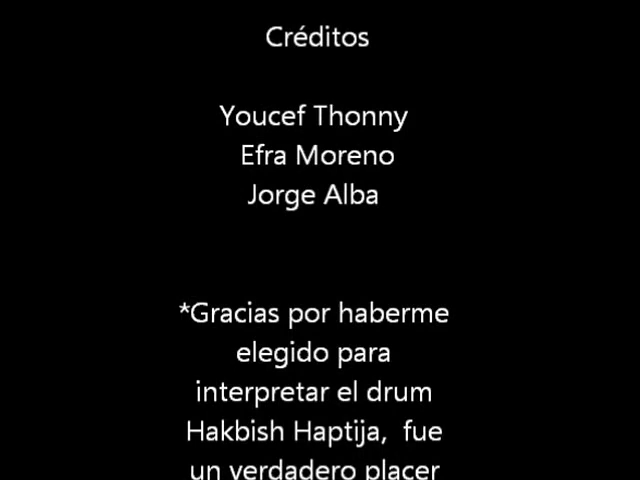 Créditos
Youcef Thonny
Efra Moreno
Jorge Alba
*Gracias por haberme
elegido para
interpretar el drum
Hakbish Haptija, fue
un verdadero placer